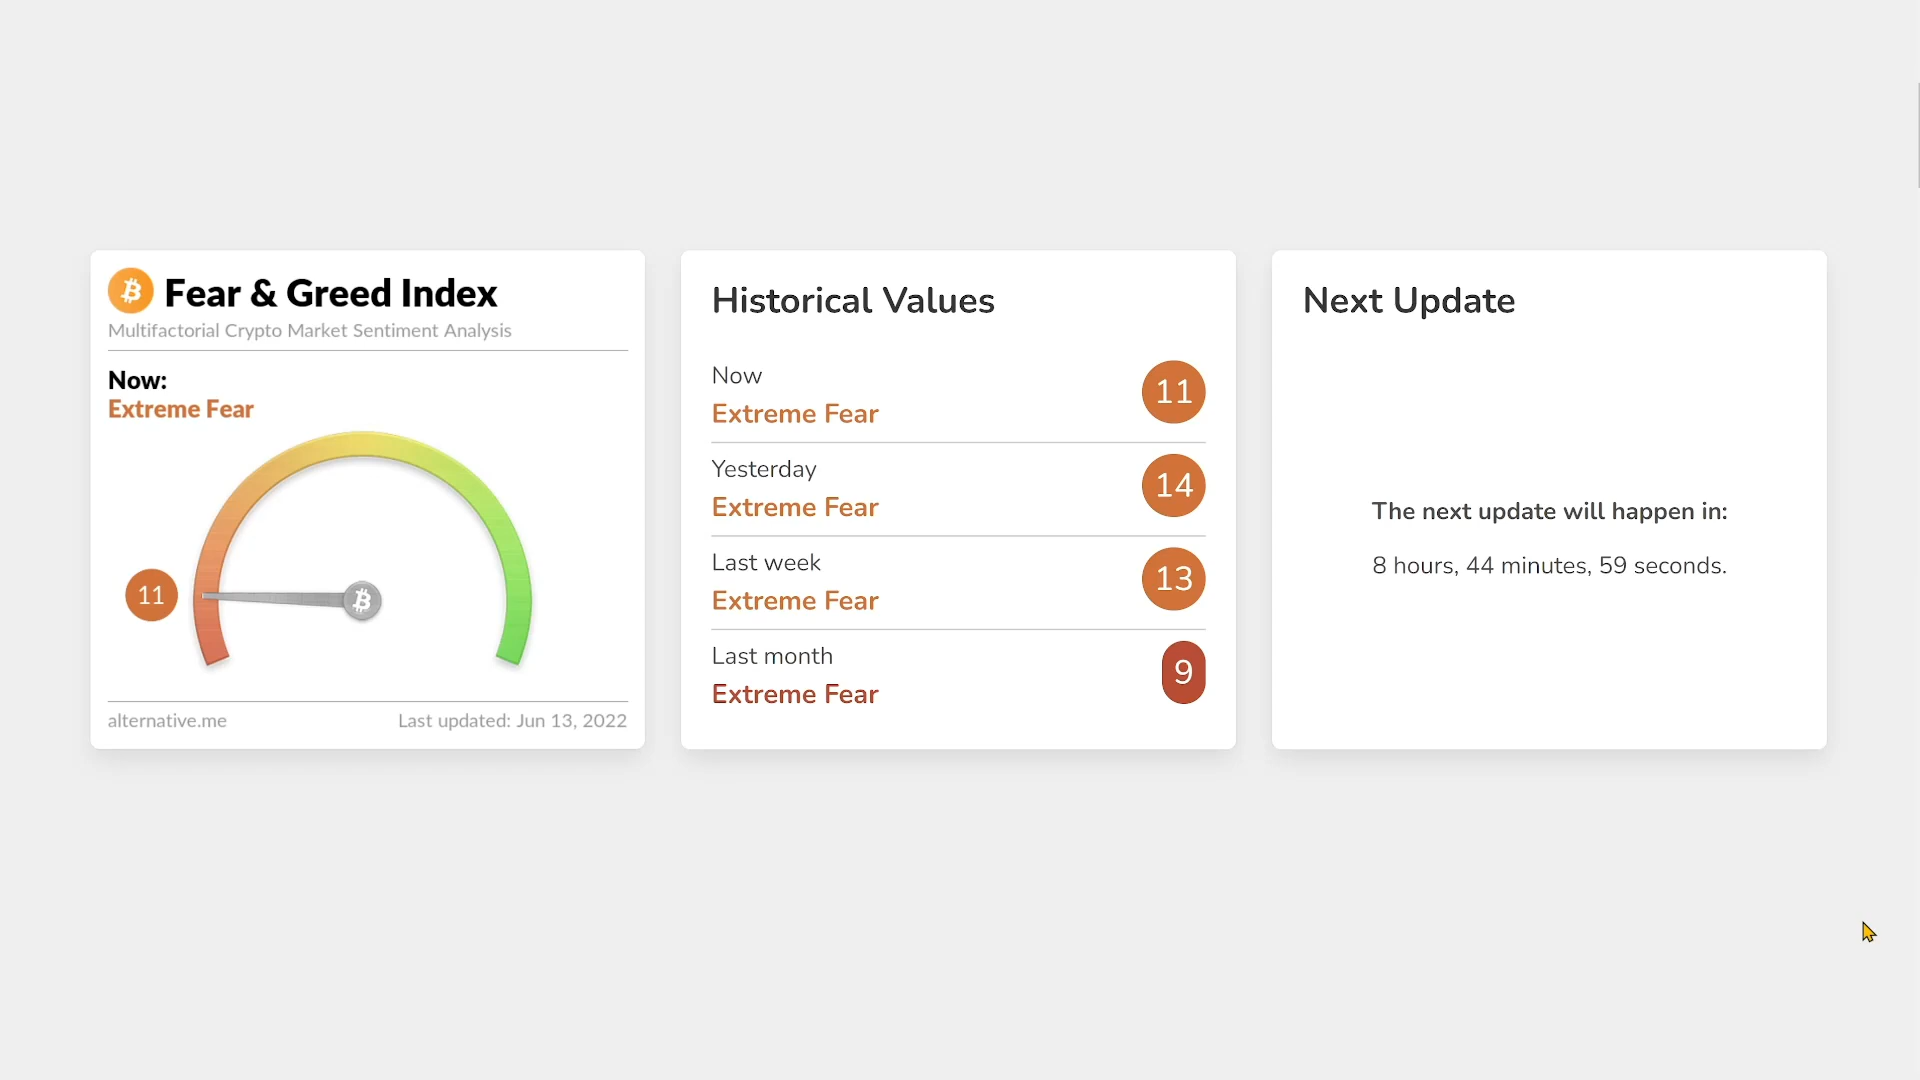 Fear & Greed Index
Multifactorial Crypto Market Sentiment Analysis
Now:
Extreme Fear
11
alternative.me
Last updated: Jun 13, 2022
Historical Values
Now
Extreme Fear
11
Yesterday
Extreme Fear
14
Last week
Extreme Fear
13
Last month
Extreme Fear
9
Next Update
The next update will happen in:
8 hours, 44 minutes, 59 seconds.